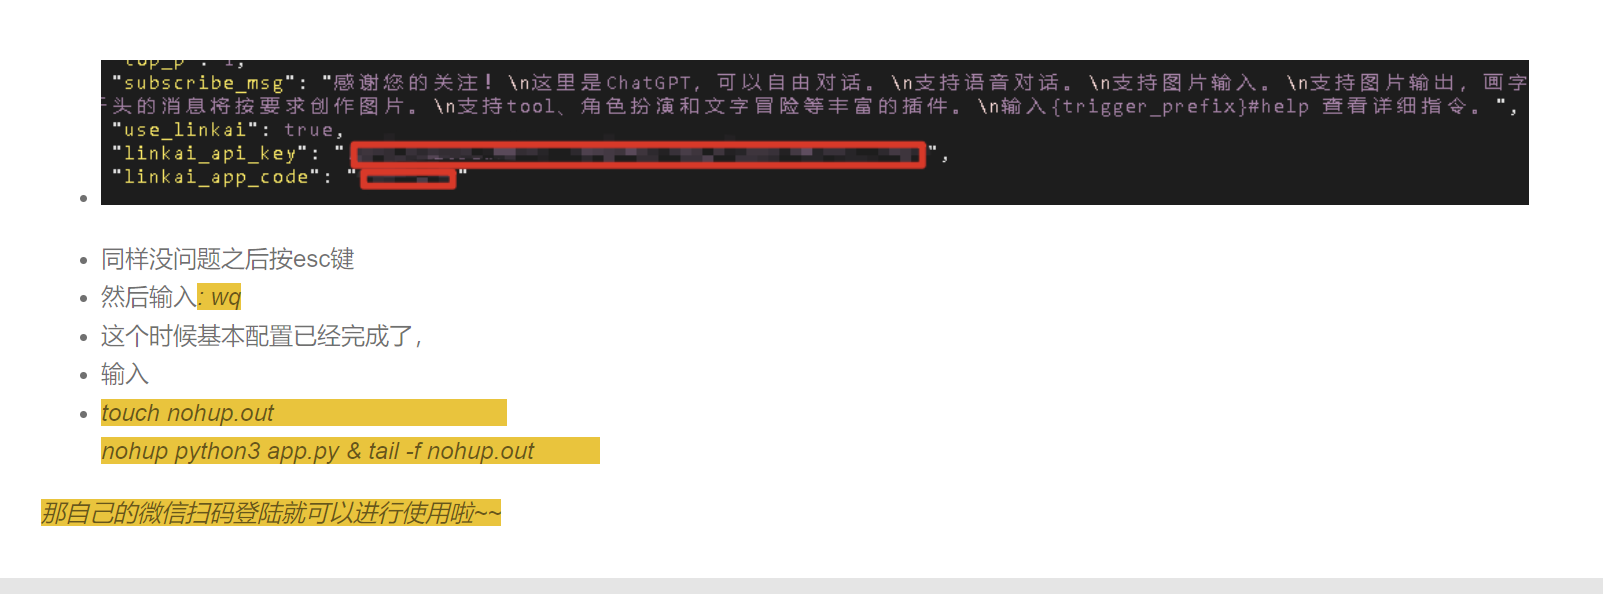 top_p": 1,
"subscribe_msg": "感谢您的关注！\n这里是ChatGPT，可以自由对话。\n支持语音对话。\n支持图片输入。\n支持图片输出，画字
头的消息将按要求创作图片。\n支持tool、角色扮演和文字冒险等丰富的插件。\n输入{trigger_prefix}#help 查看详细指令。",
"use_linkai": true,
"linkai_api_key": "",
"linkai_app_code": ""
同样没问题之后按esc键
然后输入: wq
这个时候基本配置已经完成了，
输入
touch nohup.out
nohup python3 app.py & tail -f nohup.out
那自己的微信扫码登陆就可以进行使用啦~~